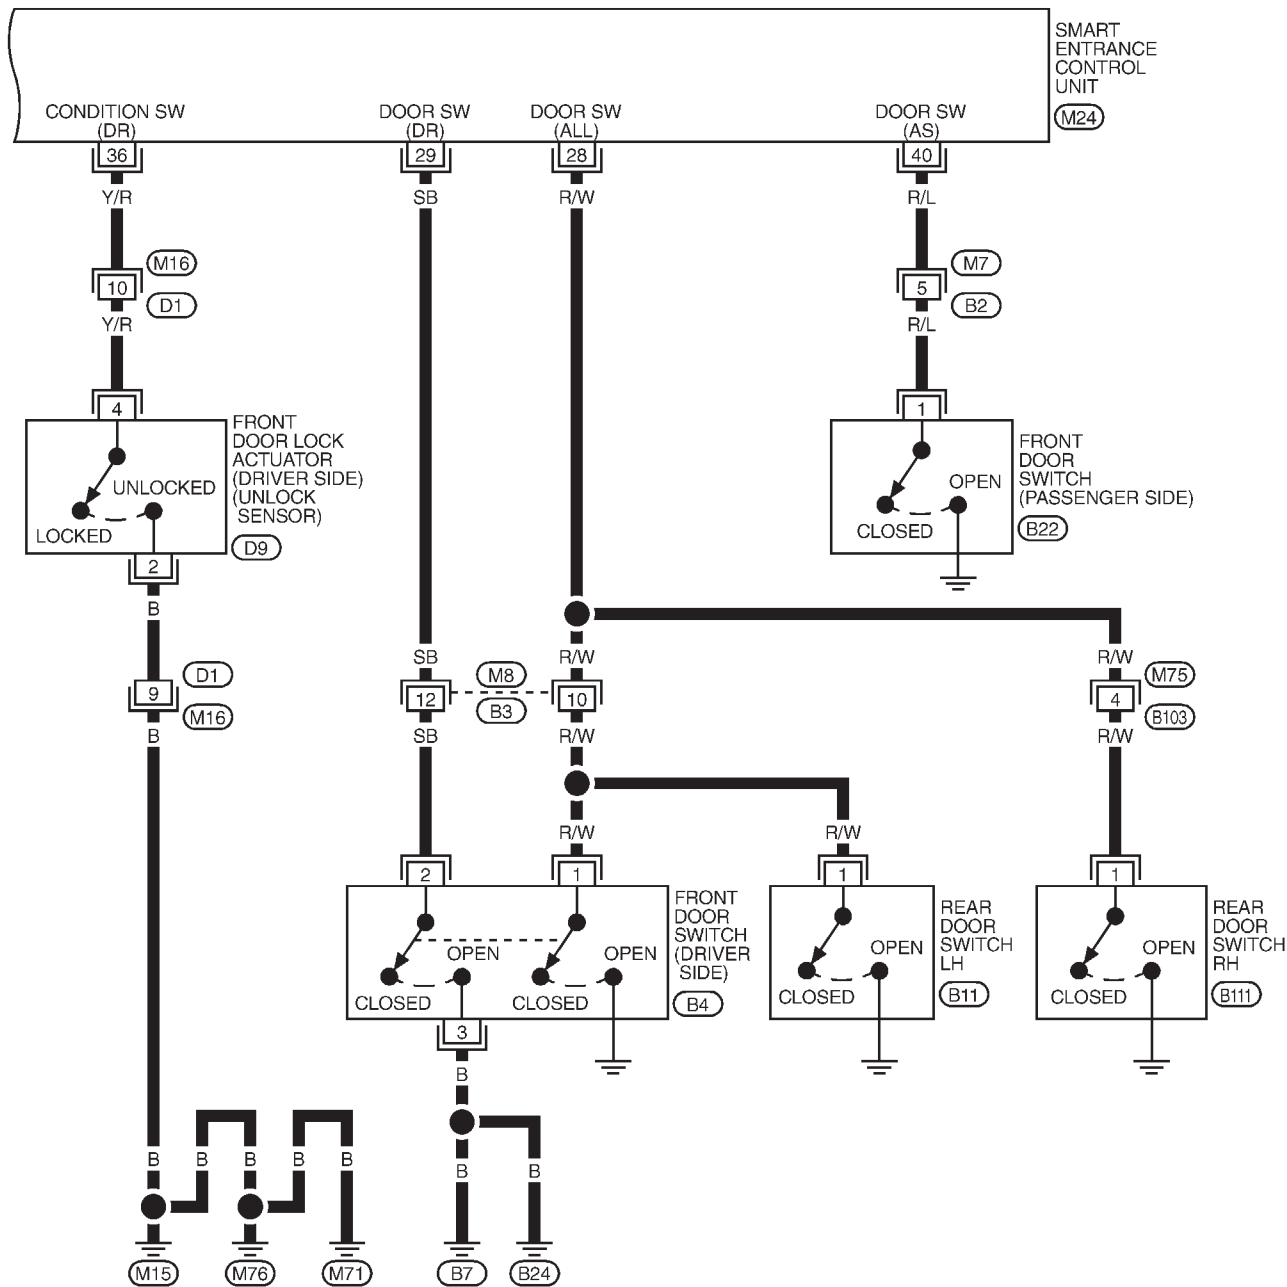 SMART
ENTRANCE
CONTROL
UNIT
M24
CONDITION SW
(DR)
DOOR SW
(DR)
DOOR SW
(ALL)
DOOR SW
(AS)
36
29
28
40
Y/R
SB
R/W
R/L
M16
10
D1
M7
5
B2
Y/R
R/L
4
1
FRONT
DOOR LOCK
ACTUATOR
(DRIVER SIDE)
(UNLOCK
SENSOR)
D9
UNLOCKED
LOCKED
FRONT
DOOR
SWITCH
(PASSENGER SIDE)
B22
OPEN
CLOSED
2
B
D1
9
M16
B
SB
R/W
R/W
12
M8
B3
10
M75
4
B103
SB
R/W
R/W
R/W
R/W
2
1
1
1
FRONT
DOOR
SWITCH
(DRIVER
SIDE)
B4
OPEN
CLOSED
OPEN
CLOSED
REAR
DOOR
SWITCH
LH
B11
OPEN
CLOSED
REAR
DOOR
SWITCH
RH
B111
OPEN
CLOSED
3
B
B
B
B
B
B
B
B
M15
M76
M71
B7
B24